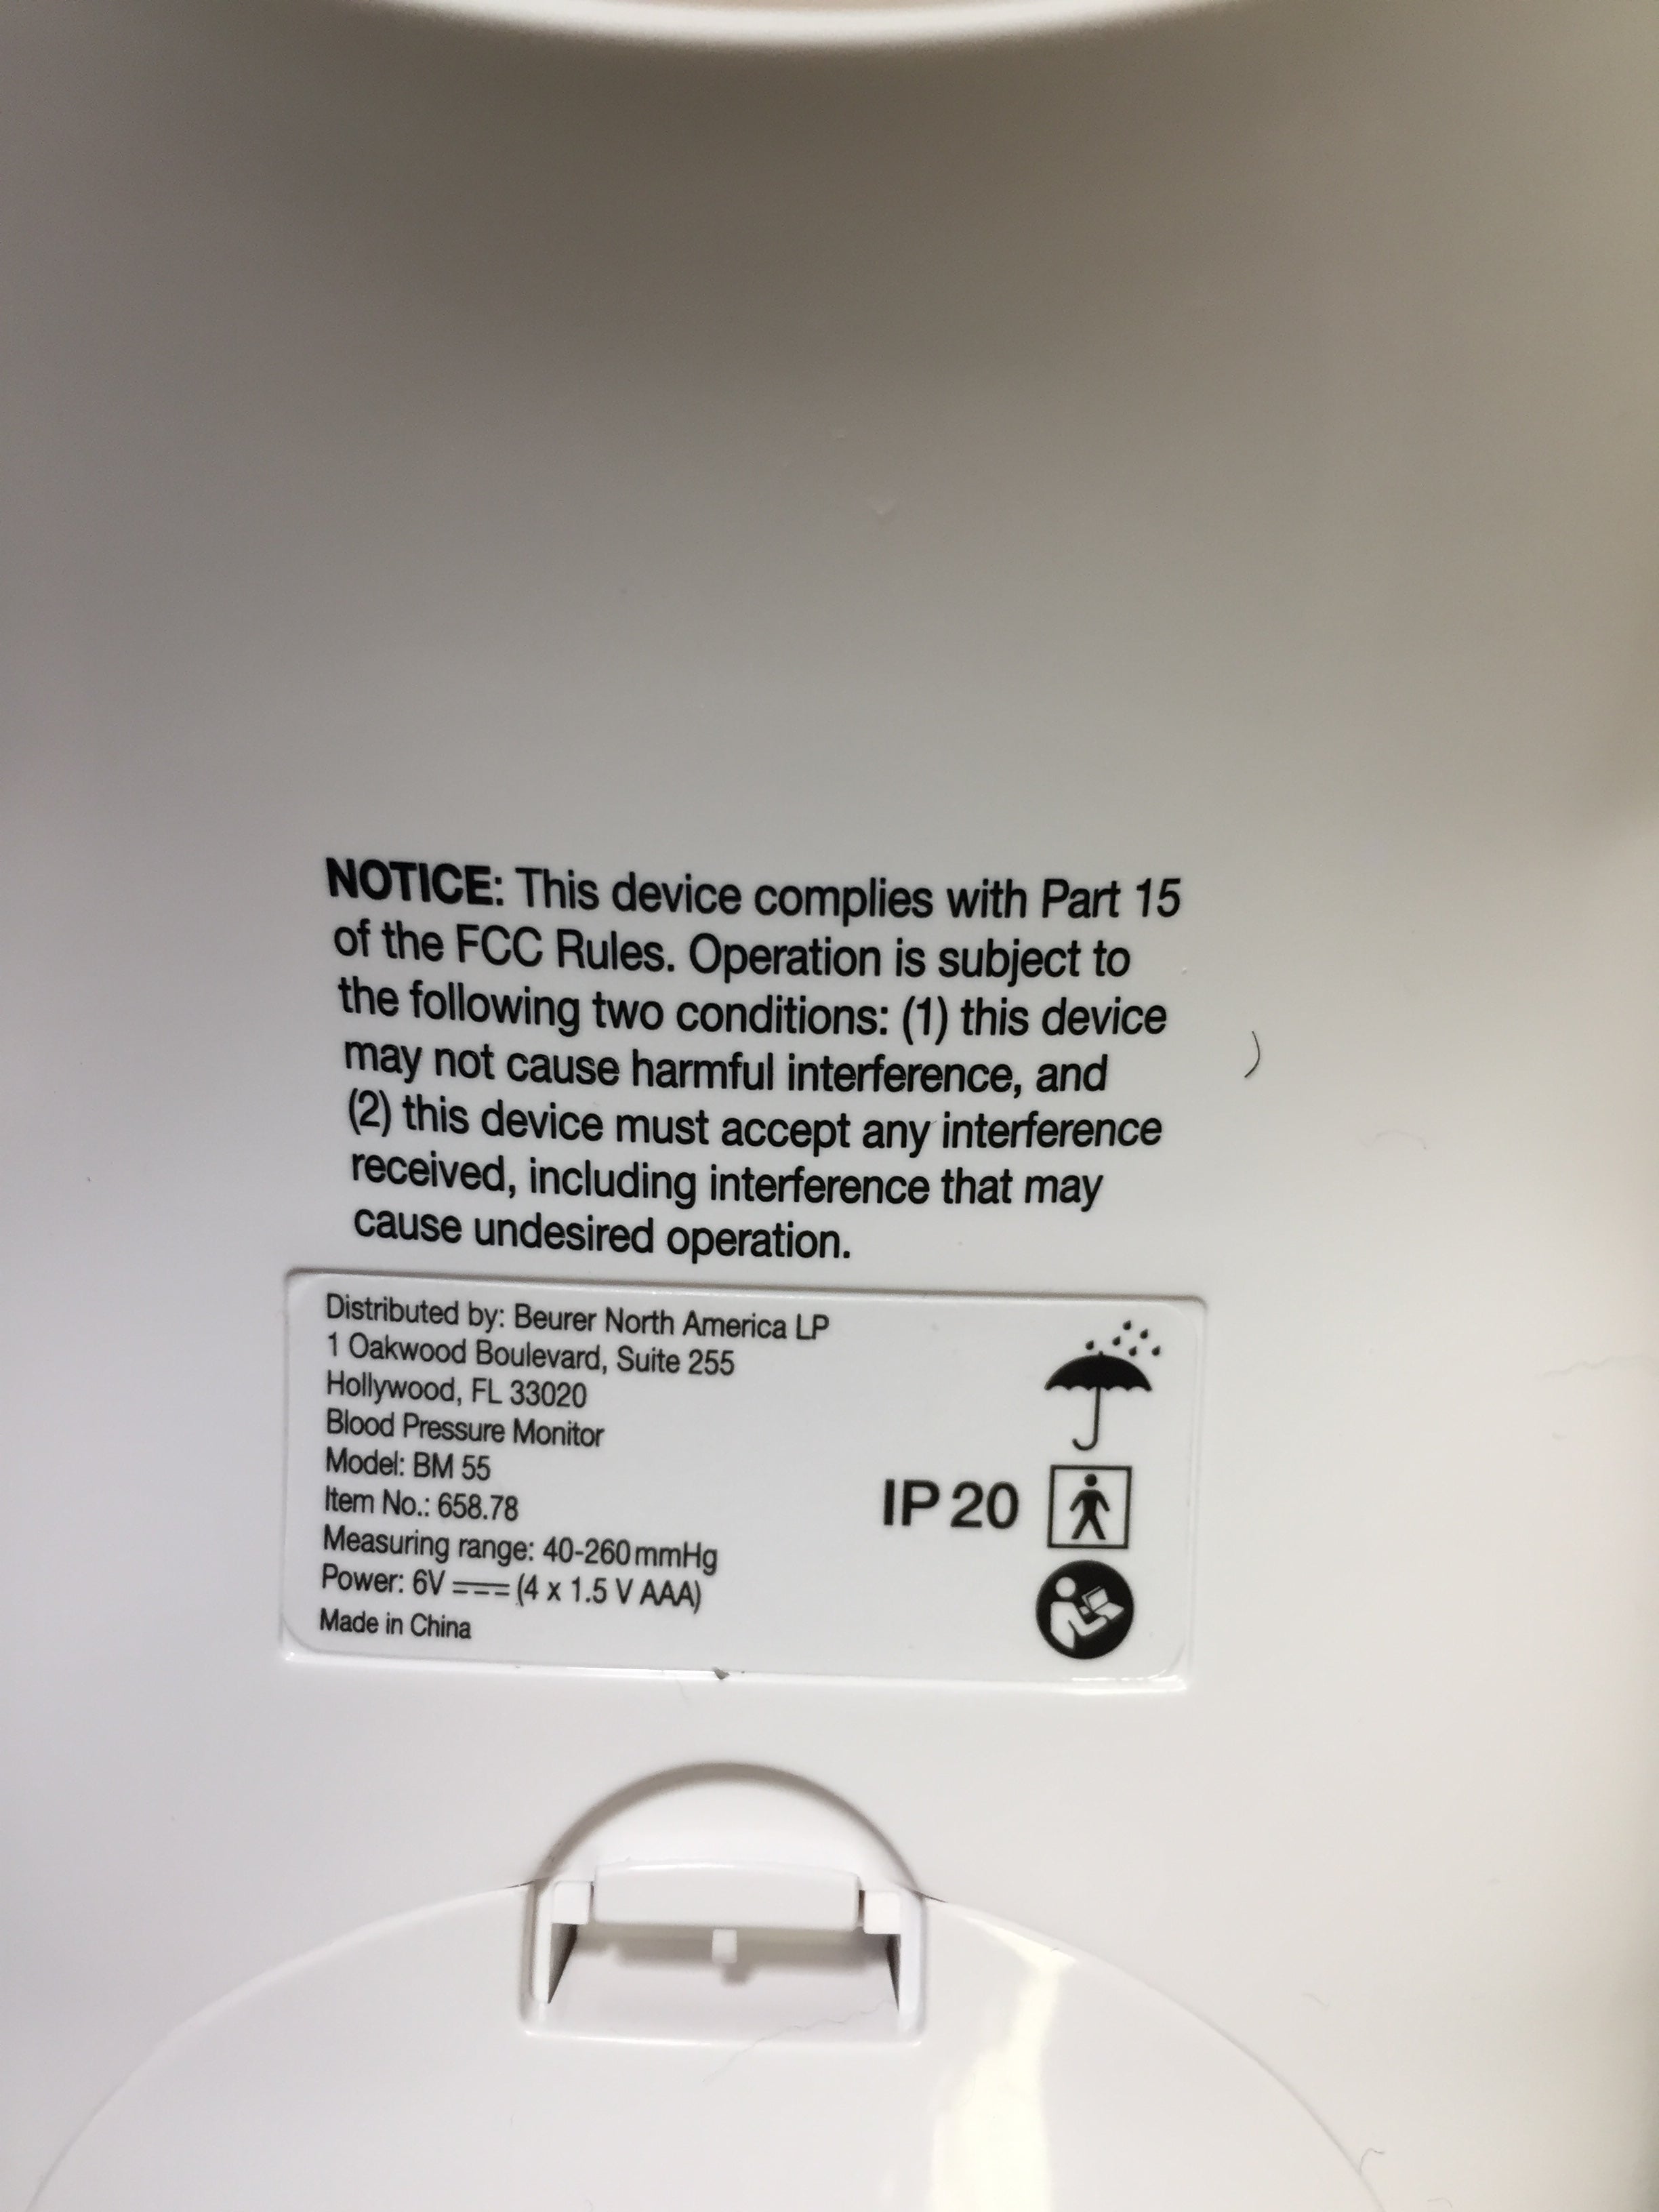 NOTICE: This device complies with Part 15
of the FCC Rules. Operation is subject to
the following two conditions: (1) this device
may not cause harmful interference, and
(2) this device must accept any interference
received, including interference that may
cause undesired operation.
Distributed by: Beurer North America LP
1 Oakwood Boulevard, Suite 255
Hollywood, FL 33020
Blood Pressure Monitor
Model: BM 55
Item No.: 658.78
Measuring range: 40-260mmHg
Power: 6V ⎓ (4 x 1.5 V AAA)
Made in China
IP 20